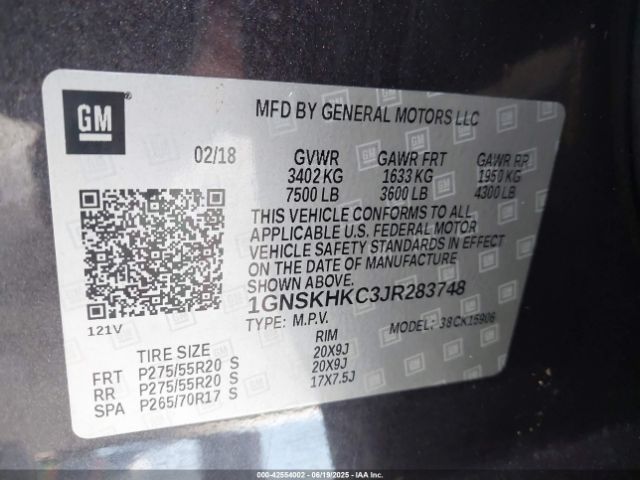 GM®
MFD BY GENERAL MOTORS LLC
02/18 GVWR GAWR FRT GAWR RR
3402 KG 1633 KG 1950 KG
7500 LB 3600 LB 4300 LB
THIS VEHICLE CONFORMS TO ALL
APPLICABLE U.S. FEDERAL MOTOR
VEHICLE SAFETY STANDARDS IN EFFECT
ON THE DATE OF MANUFACTURE
SHOWN ABOVE.
1GNSKHKC3JR283748
121V
TYPE: M.P.V. MODEL: 38CK15906
TIRE SIZE RIM
FRT P275/55R20 S 20X9J
RR P275/55R20 S 20X9J
SPA P265/70R17 S 17X7.5J
000-42554002 - 06/19/2025 - IAA Inc.